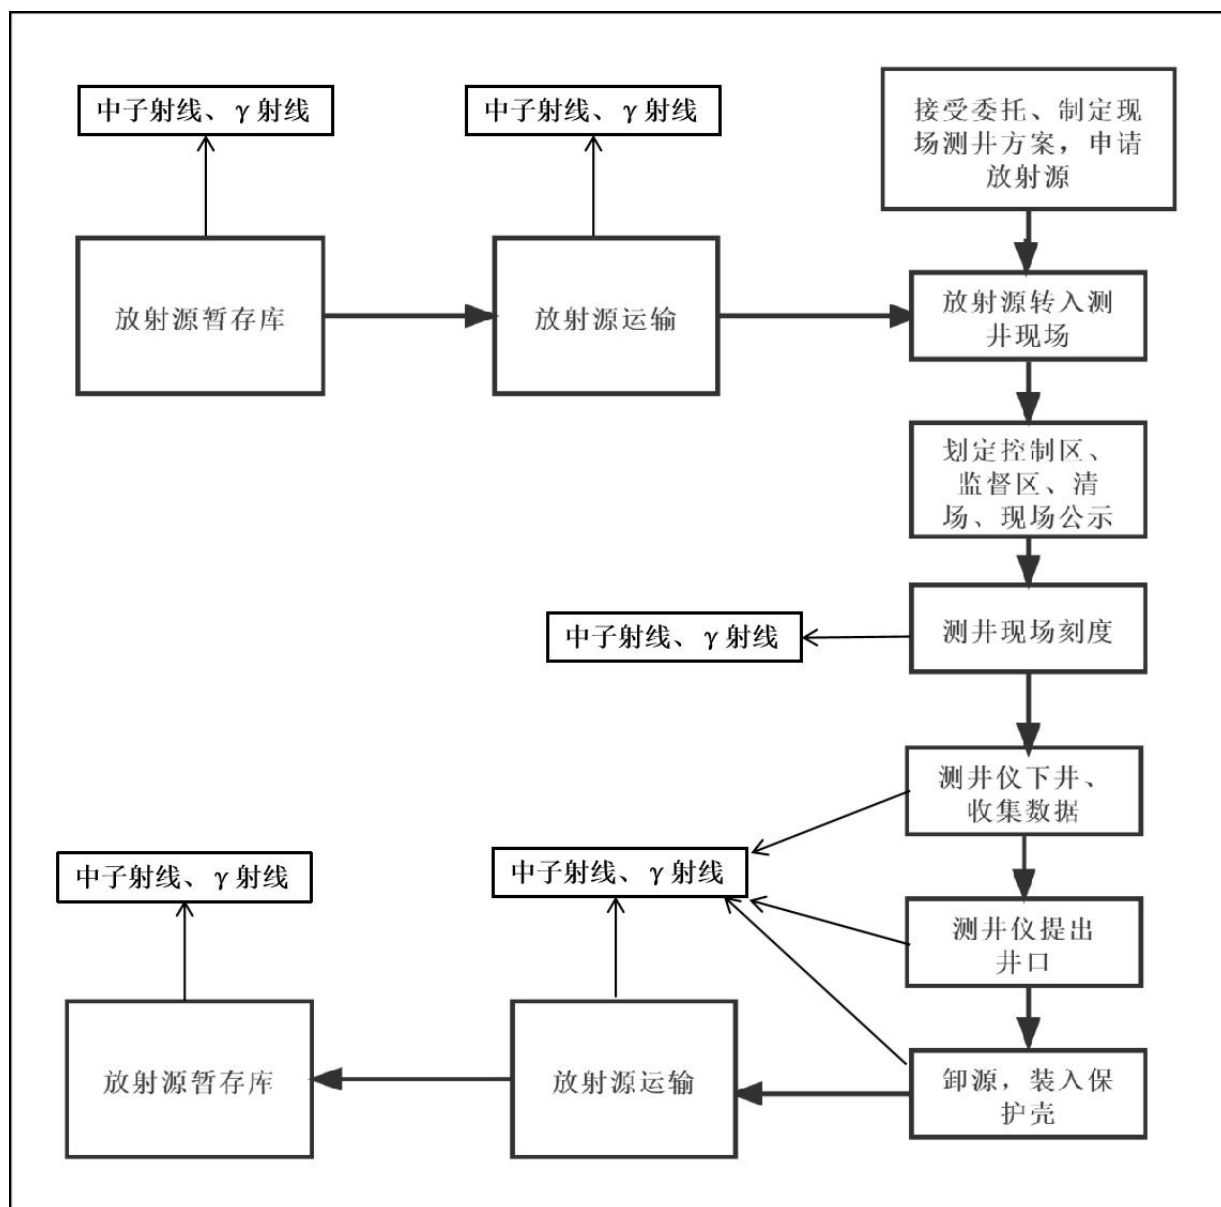 中子射线、γ射线
中子射线、γ射线
接受委托、制定现
场测井方案，申请
放射源
放射源暂存库
放射源运输
放射源转入测
井现场
划定控制区、
监督区、清
场、现场公示
中子射线、γ射线
测井现场刻度
测井仪下井、
收集数据
中子射线、γ射线
中子射线、γ射线
测井仪提出
井口
放射源暂存库
放射源运输
卸源，装入保
护壳